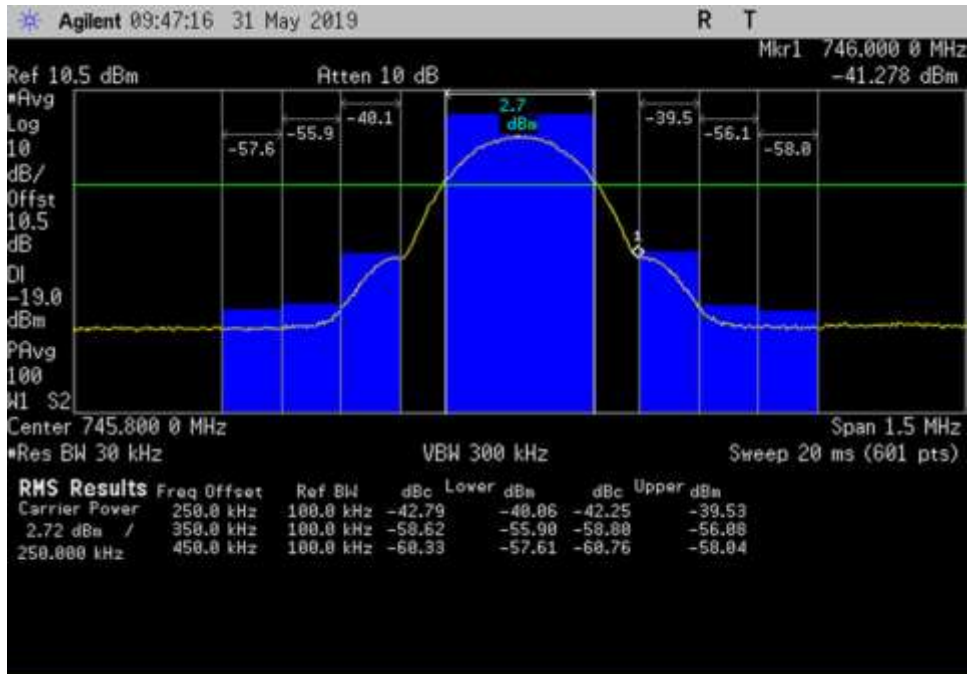 Agilent 09:47:16 31 May 2019 R T
Mkr1 746.000 0 MHz
Ref 10.5 dBm Atten 10 dB -41.278 dBm
*Avg
Log
10
dB/
Offst
10.5
dB
DI
-19.0
dBm
PAvg
100
W1 S2
2.7
dBm
-57.6 -55.9 -40.1 -39.5 -56.1 -58.0
1
Center 745.800 0 MHz Span 1.5 MHz
*Res BW 30 kHz VBW 300 kHz Sweep 20 ms (601 pts)
RMS Results Freq Offset Ref BW dBc Lower dBm dBc Upper dBm
Carrier Power 250.0 kHz 100.0 kHz -42.79 -40.06 -42.25 -39.53
2.72 dBm / 350.0 kHz 100.0 kHz -58.62 -55.90 -58.80 -56.08
250.000 kHz 450.0 kHz 100.0 kHz -60.33 -57.61 -60.76 -58.04